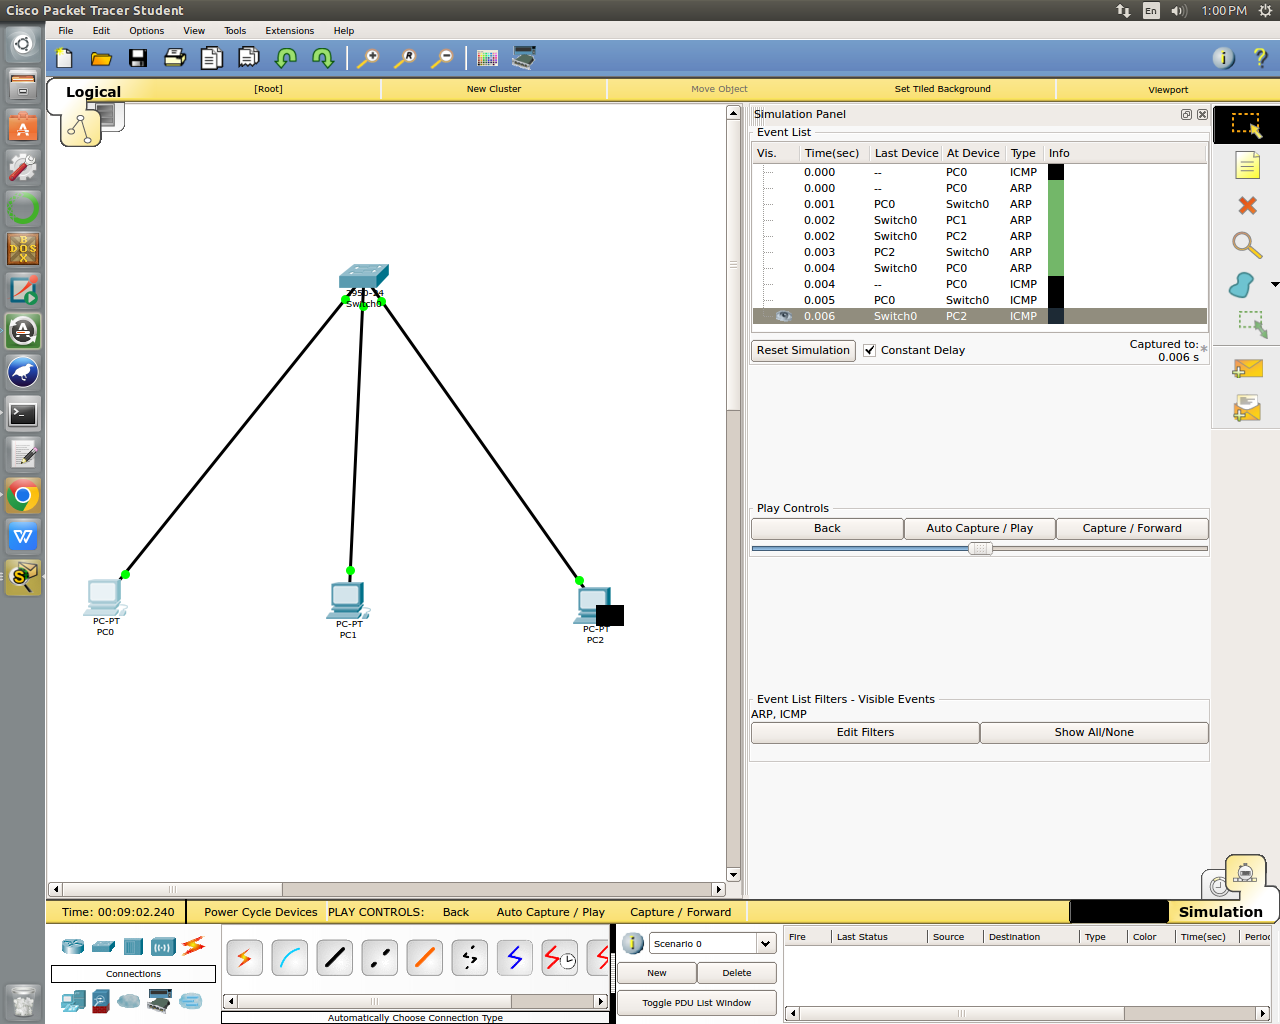 Cisco Packet Tracer Student
En
1:00 PM
File Edit Options View Tools Extensions Help
Logical
[Root]
New Cluster
Move Object
Set Tiled Background
Viewport
2950-24
Switch0
PC-PT
PC0
PC-PT
PC1
PC-PT
PC2
Simulation Panel
Event List
Vis. Time(sec) Last Device At Device Type Info
0.000 -- PC0 ICMP
0.000 -- PC0 ARP
0.001 PC0 Switch0 ARP
0.002 Switch0 PC1 ARP
0.002 Switch0 PC2 ARP
0.003 PC2 Switch0 ARP
0.004 Switch0 PC0 ARP
0.004 -- PC0 ICMP
0.005 PC0 Switch0 ICMP
0.006 Switch0 PC2 ICMP
Reset Simulation
Constant Delay
Captured to: *
0.006 s
Play Controls
Back
Auto Capture / Play
Capture / Forward
Event List Filters - Visible Events
ARP, ICMP
Edit Filters
Show All/None
Time: 00:09:02.240
Power Cycle Devices
PLAY CONTROLS:
Back
Auto Capture / Play
Capture / Forward
Simulation
Connections
Automatically Choose Connection Type
Scenario 0
New
Delete
Toggle PDU List Window
Fire Last Status Source Destination Type Color Time(sec) Perio